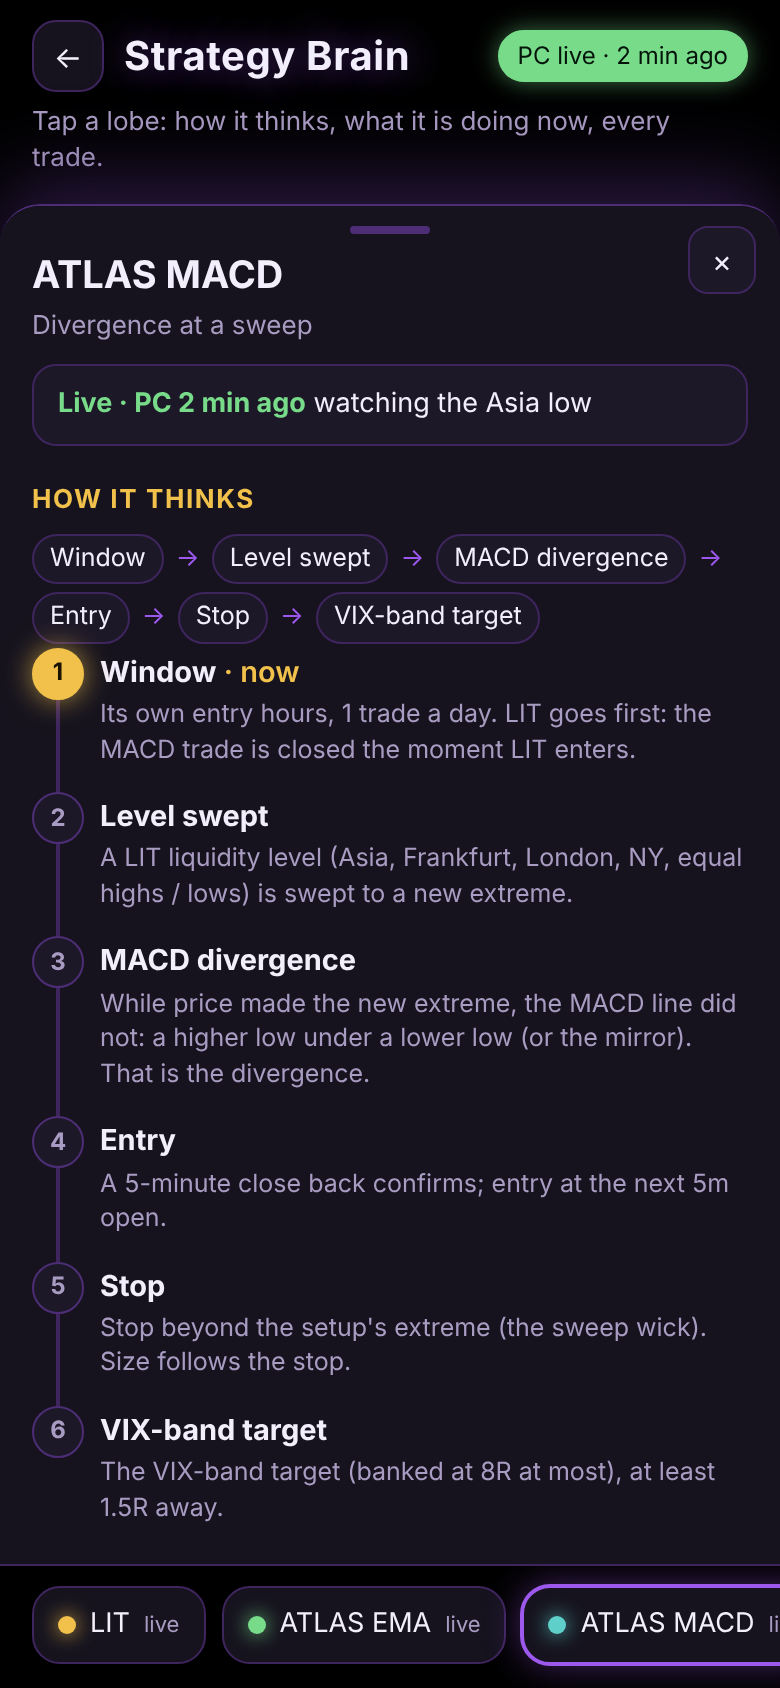 ← Strategy Brain PC live · 2 min ago
Tap a lobe: how it thinks, what it is doing now, every
trade.
ATLAS MACD ×
Divergence at a sweep
Live · PC 2 min ago watching the Asia low
HOW IT THINKS
Window → Level swept → MACD divergence →
Entry → Stop → VIX-band target
1 Window · now
Its own entry hours, 1 trade a day. LIT goes first: the
MACD trade is closed the moment LIT enters.
2 Level swept
A LIT liquidity level (Asia, Frankfurt, London, NY, equal
highs / lows) is swept to a new extreme.
3 MACD divergence
While price made the new extreme, the MACD line did
not: a higher low under a lower low (or the mirror).
That is the divergence.
4 Entry
A 5-minute close back confirms; entry at the next 5m
open.
5 Stop
Stop beyond the setup's extreme (the sweep wick).
Size follows the stop.
6 VIX-band target
The VIX-band target (banked at 8R at most), at least
1.5R away.
LIT live ATLAS EMA live ATLAS MACD li